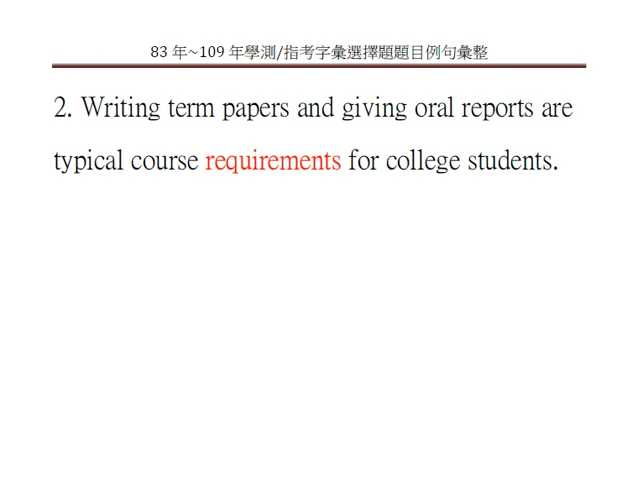 83 年~109 年學測/指考字彙選擇題題目例句彙整
2. Writing term papers and giving oral reports are
typical course requirements for college students.